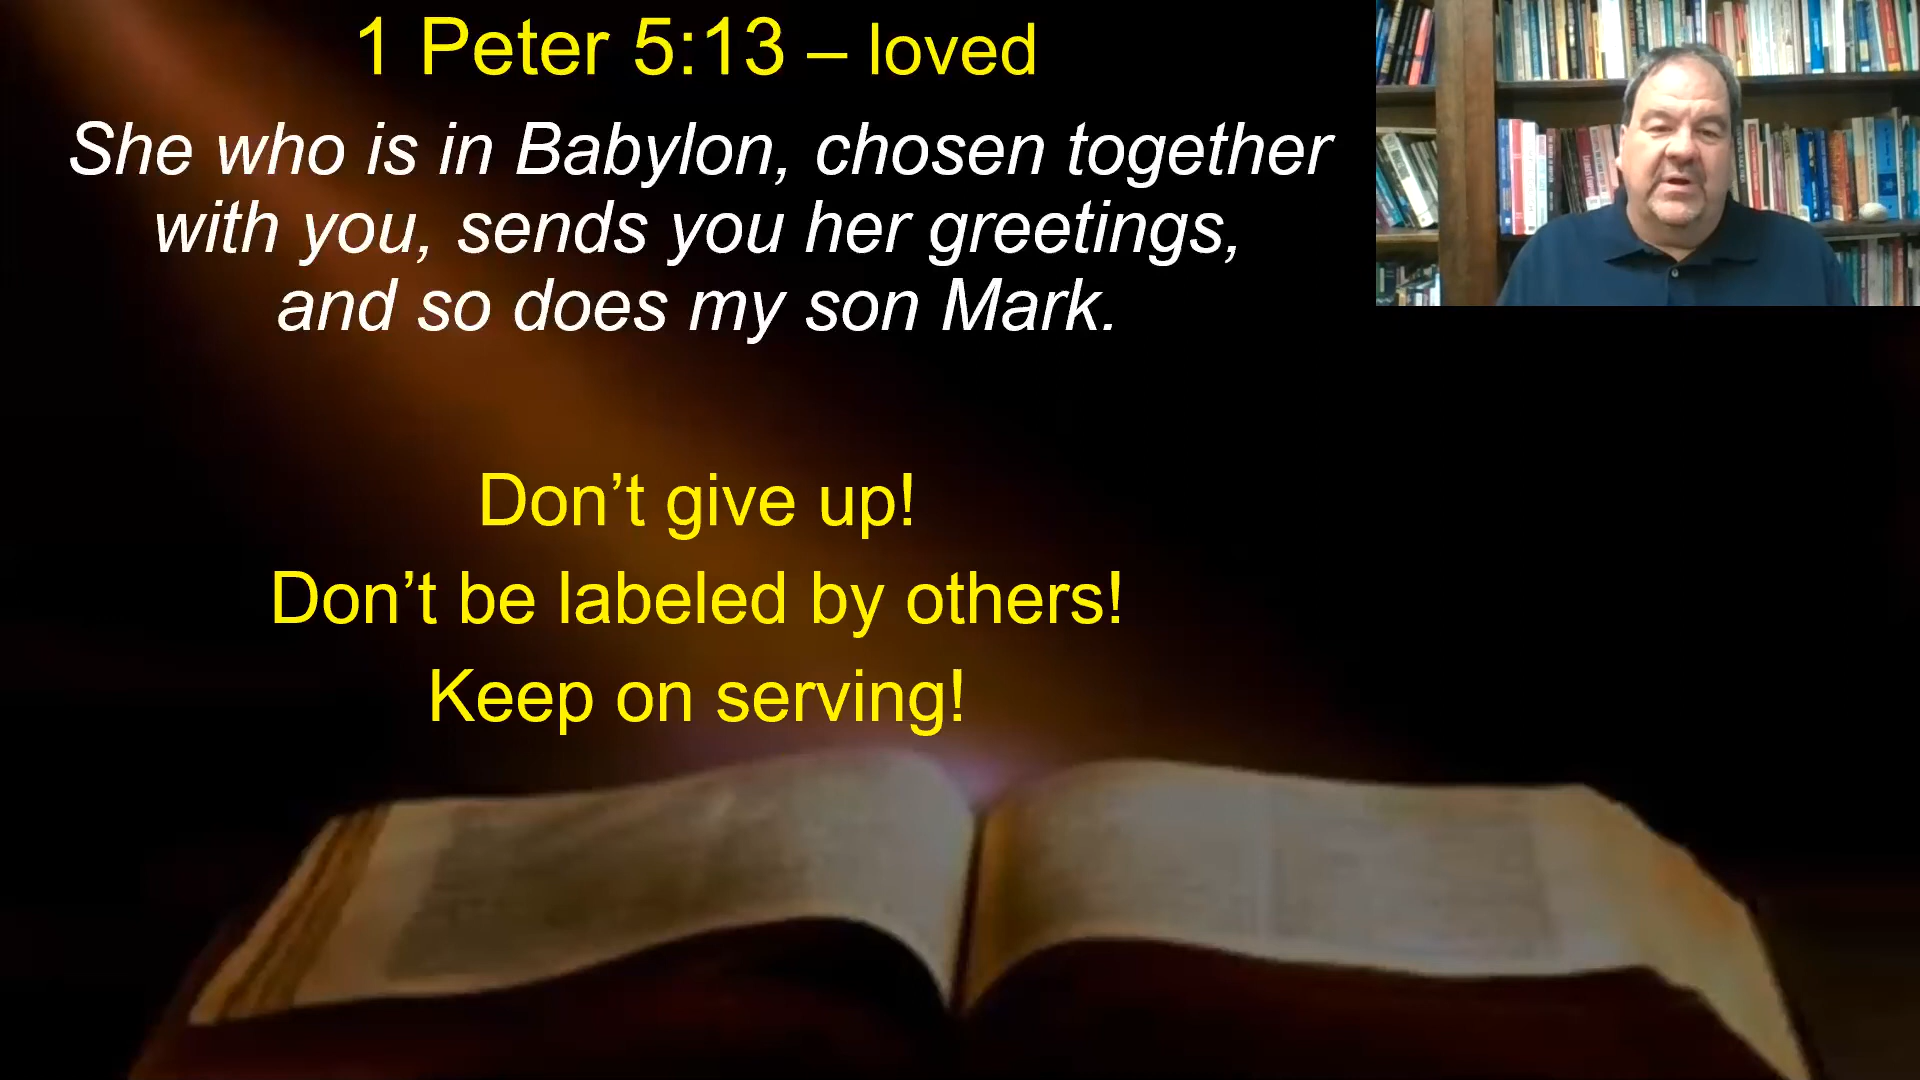 1 Peter 5:13 – loved
She who is in Babylon, chosen together
with you, sends you her greetings,
and so does my son Mark.
Don’t give up!
Don’t be labeled by others!
Keep on serving!